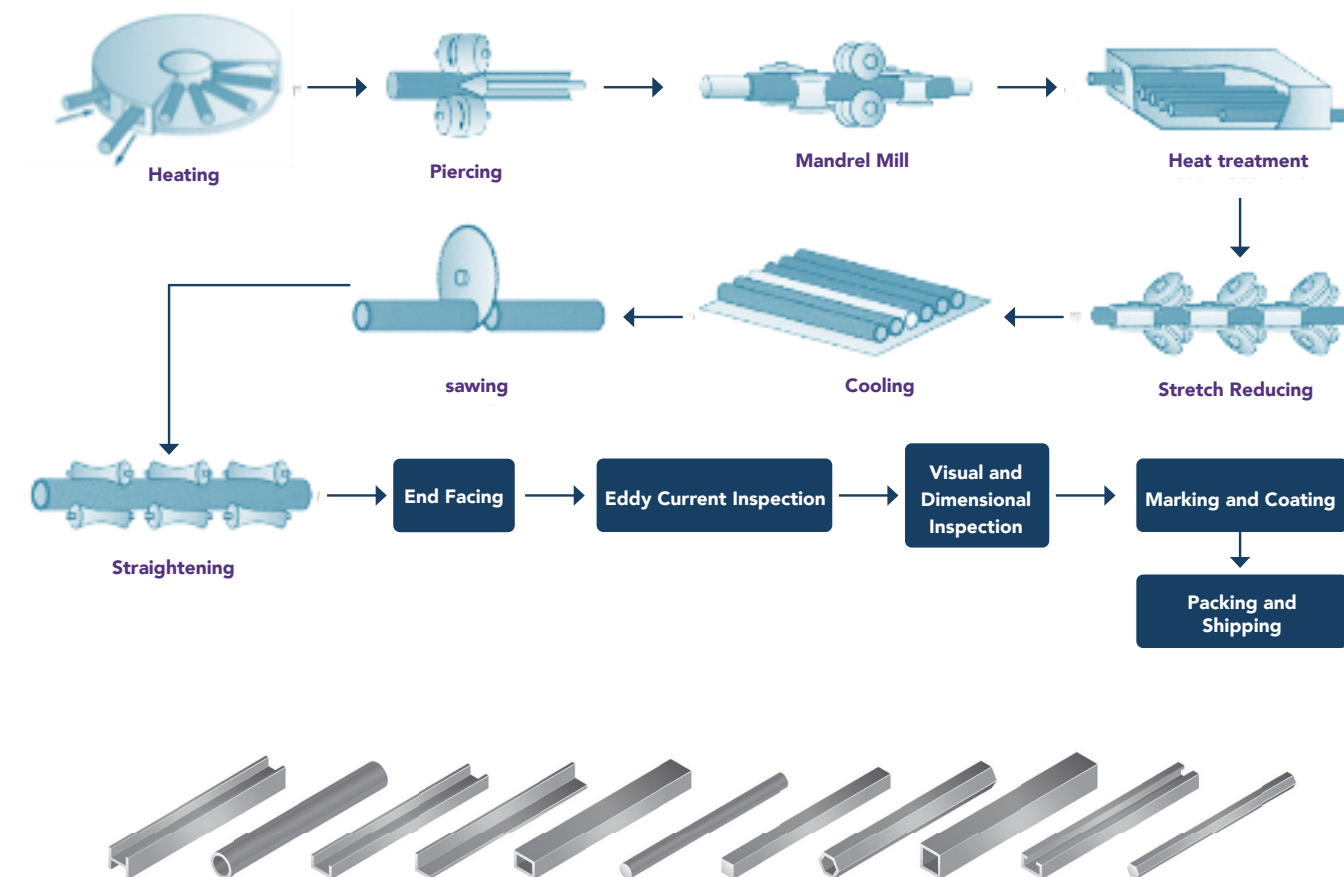 Heating
Piercing
Mandrel Mill
Heat treatment
sawing
Cooling
Stretch Reducing
Straightening
End Facing
Eddy Current Inspection
Visual and
Dimensional
Inspection
Marking and Coating
Packing and
Shipping